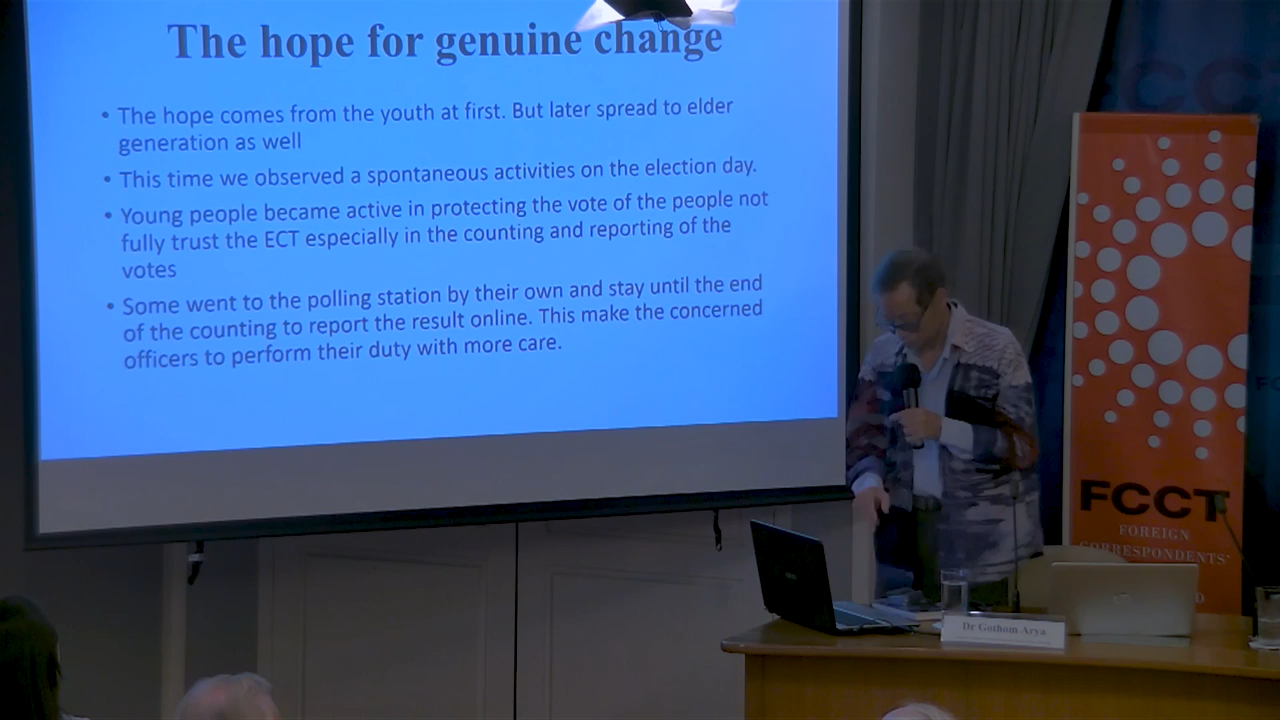 The hope for genuine change
• The hope comes from the youth at first. But later spread to elder
generation as well
• This time we observed a spontaneous activities on the election day.
• Young people became active in protecting the vote of the people not
fully trust the ECT especially in the counting and reporting of the
votes
• Some went to the polling station by their own and stay until the end
of the counting to report the result online. This make the concerned
officers to perform their duty with more care.
FCCT
FOREIGN
CORRESPONDENTS'
Dr Gothom Arya